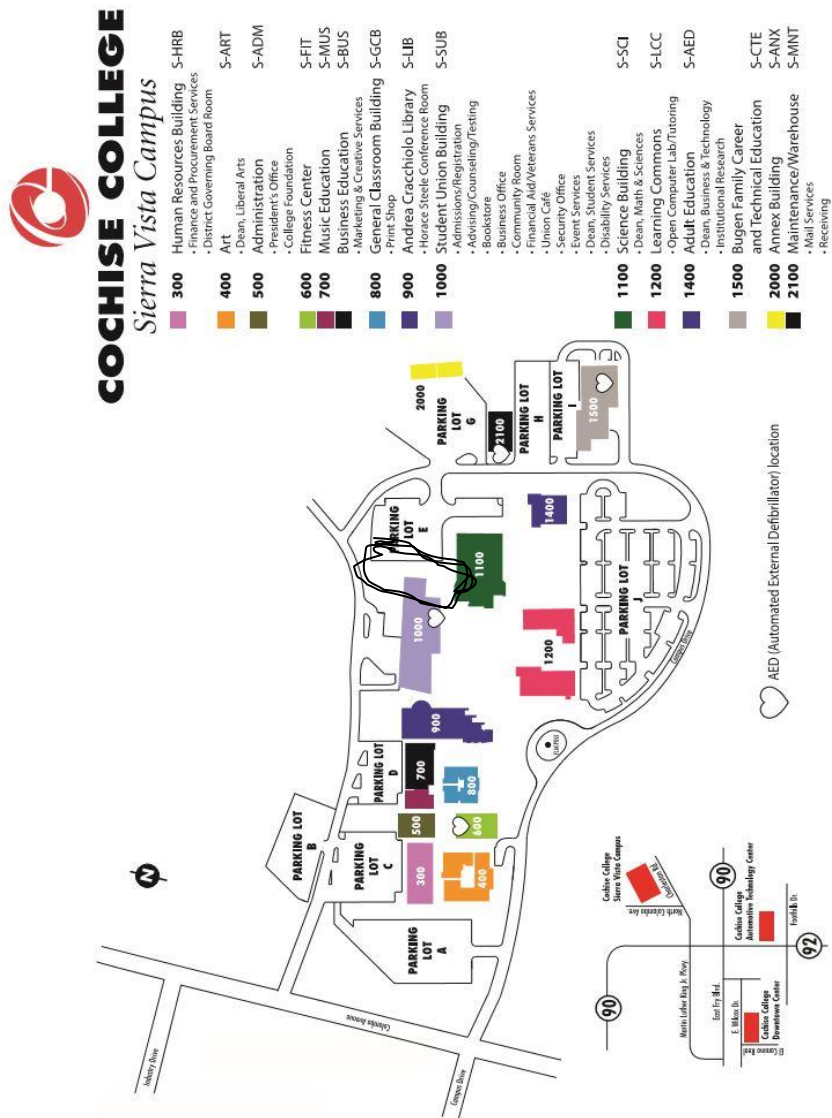 COCHISE COLLEGE
Sierra Vista Campus
300 Human Resources Building S-HRB
· Finance and Procurement Services
· District Governing Board Room
400 Art S-ART
· Dean, Liberal Arts
500 Administration S-ADM
· President's Office
· College Foundation
600 Fitness Center S-FIT
700 Music Education S-MUS
Business Education S-BUS
· Marketing & Creative Services
800 General Classroom Building S-GCB
· Print Shop
900 Andrea Cracchiolo Library S-LIB
· Horace Steele Conference Room
1000 Student Union Building S-SUB
· Admissions/Registration
· Advising/Counseling/Testing
· Bookstore
· Business Office
· Community Room
· Financial Aid/Veterans Services
· Union Café
· Security Office
· Event Services
· Dean, Student Services
· Disability Services
1100 Science Building S-SCI
· Dean, Math & Sciences
1200 Learning Commons S-LCC
· Open Computer Lab/Tutoring
1400 Adult Education S-AED
· Dean, Business & Technology
· Institutional Research
1500 Bugen Family Career
and Technical Education S-CTE
2000 Annex Building S-ANX
2100 Maintenance/Warehouse S-MNT
· Mail Services
· Receiving
N
Industry Drive
Colombo Avenue
Campus Drive
PARKING LOT
A
PARKING LOT
B
PARKING
LOT
C
PARKING LOT
D
PARKING
LOT
E
PARKING
LOT
G
PARKING LOT
H
PARKING LOT
I
PARKING LOT
J
300
400
500
600
700
800
900
1000
1100
1200
1400
1500
2000
2100
FLAGPOLE
Campus Drive
AED (Automated External Defibrillator) location
90
Cochise College
Sierra Vista Campus
North Colombo Ave.
Charleston Rd.
Martin Luther King Jr. Pkwy.
East Fry Blvd.
90
E. Wilcox Dr.
Cochise College
Automotive Technology Center
El Camino Real
Cochise College
Downtown Center
Foothills Dr.
92